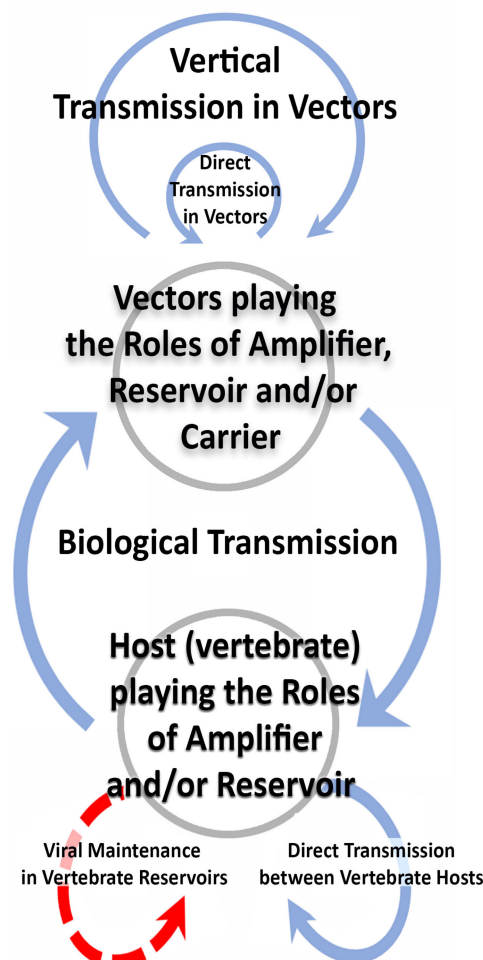 Vertical
Transmission in Vectors
Direct
Transmission
in Vectors
Vectors playing
the Roles of Amplifier,
Reservoir and/or
Carrier
Biological Transmission
Host (vertebrate)
playing the Roles
of Amplifier
and/or Reservoir
Viral Maintenance
in Vertebrate Reservoirs
Direct Transmission
between Vertebrate Hosts